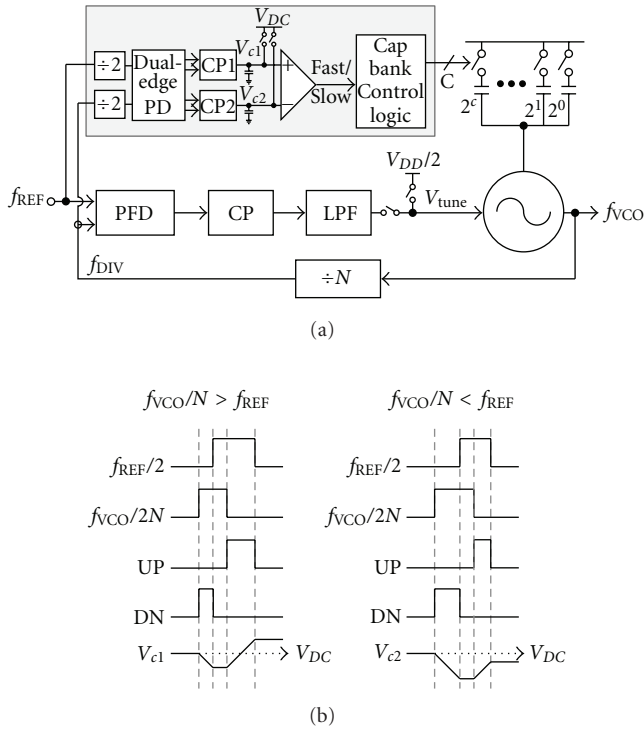 V_DC
÷2
Dual-edge PD
CP1
V_c1
+
÷2
CP2
V_c2
−
Fast/
Slow
Cap
bank
Control
logic
C
2^c
2^1
2^0
f_REF
PFD
CP
LPF
V_DD/2
V_tune
f_VCO
f_DIV
÷N
(a)
f_VCO/N > f_REF
f_VCO/N < f_REF
f_REF/2
f_REF/2
f_VCO/2N
f_VCO/2N
UP
UP
DN
DN
V_c1
V_DC
V_c2
V_DC
(b)